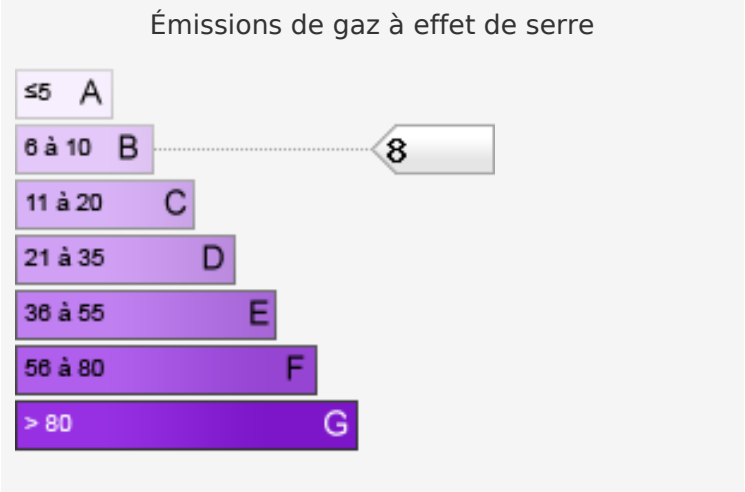 Émissions de gaz à effet de serre
≤5 A
6 à 10 B 8
11 à 20 C
21 à 35 D
36 à 55 E
56 à 80 F
> 80 G